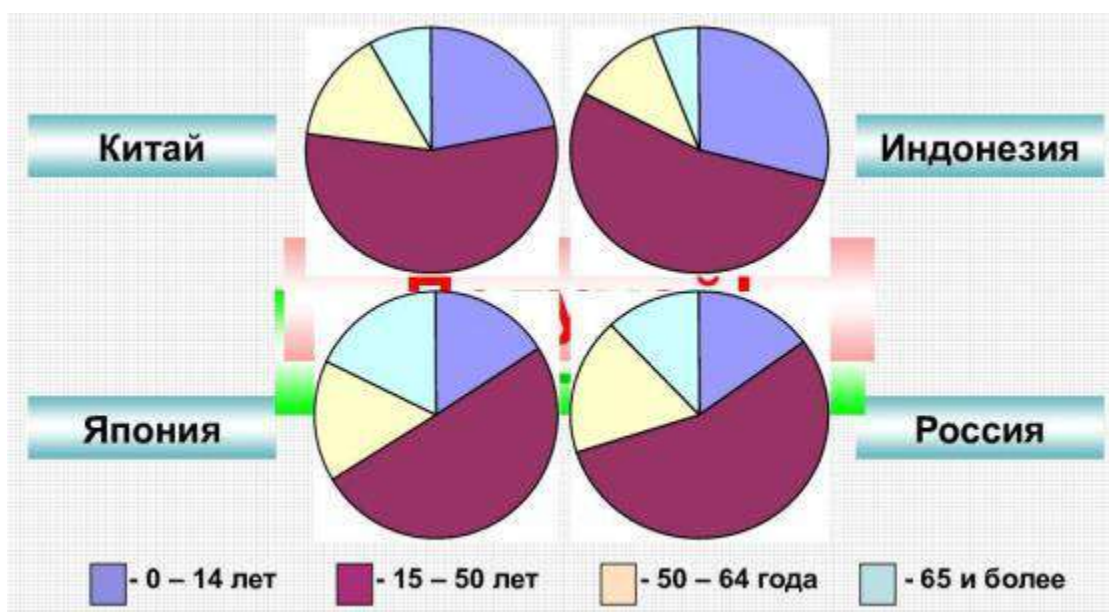 Китай
Индонезия
Япония
Россия
- 0 – 14 лет
- 15 – 50 лет
- 50 – 64 года
- 65 и более